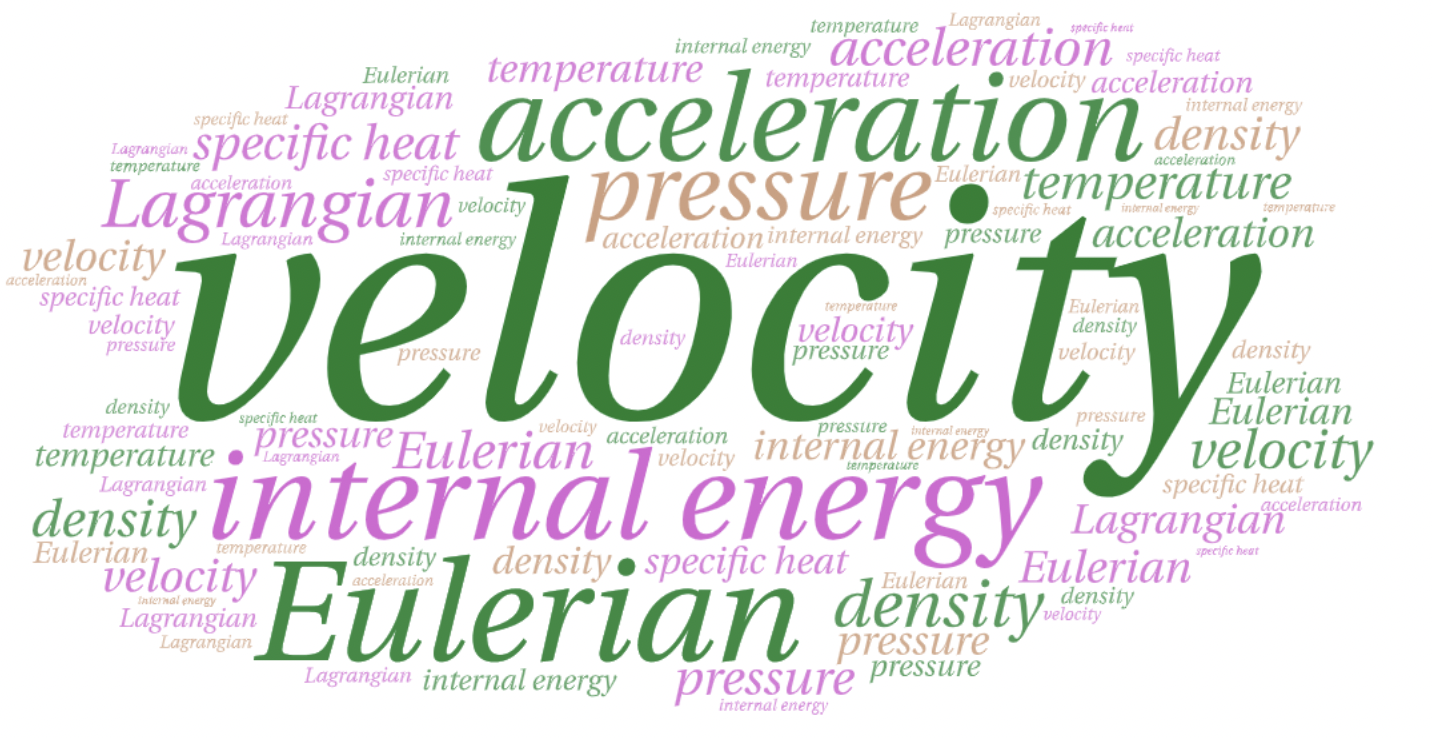 temperature Lagrangian specific heat
internal energy acceleration specific heat
Eulerian temperature temperature velocity acceleration
Lagrangian acceleration internal energy
specific heat specific heat density
Lagrangian acceleration
temperature specific heat pressure Eulerian temperature
acceleration Lagrangian velocity specific heat internal energy temperature
Lagrangian internal energy acceleration internal energy pressure acceleration
velocity velocity Eulerian
acceleration
specific heat temperature Eulerian
velocity velocity density
pressure pressure density pressure velocity density
Eulerian
density specific heat pressure Eulerian
temperature pressure Eulerian velocity acceleration pressure internal energy internal energy density velocity
temperature Lagrangian velocity temperature
Lagrangian internal energy specific heat
density Lagrangian acceleration
Eulerian temperature density density specific heat Eulerian specific heat
velocity acceleration Eulerian Eulerian density
internal energy density velocity
Lagrangian
Lagrangian pressure
Lagrangian internal energy pressure pressure
internal energy